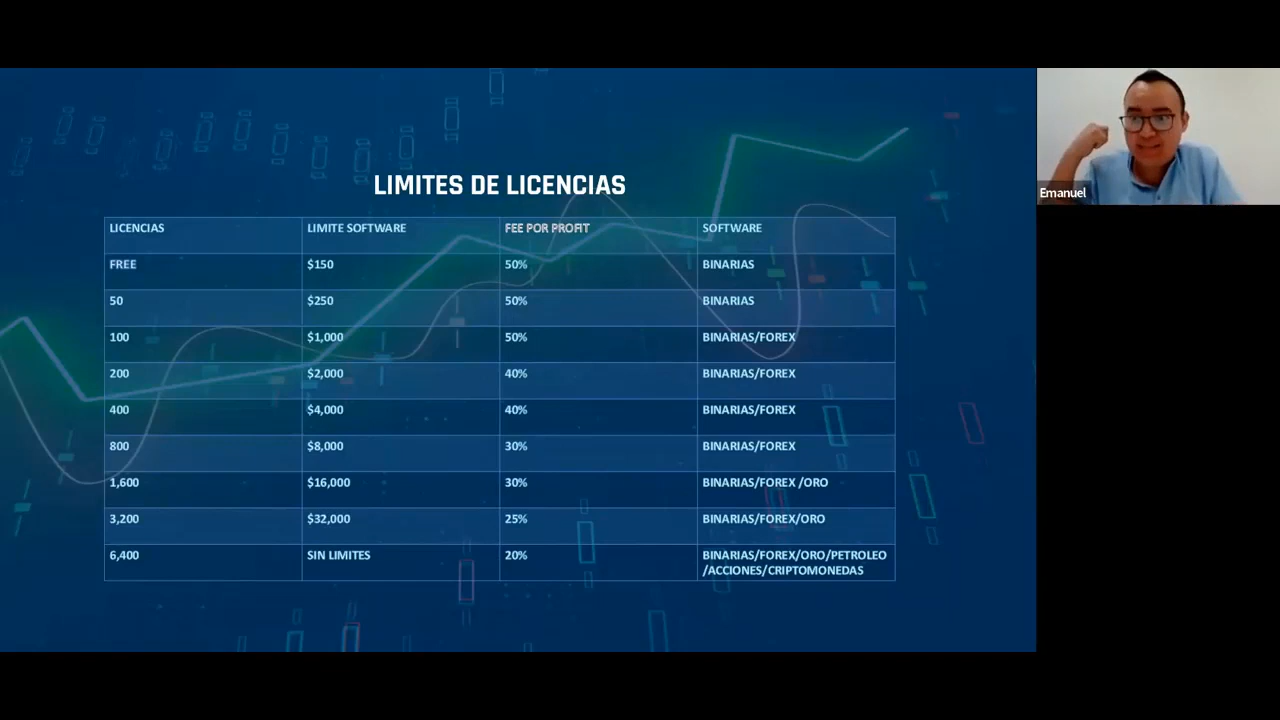 LIMITES DE LICENCIAS
LICENCIAS LIMITE SOFTWARE FEE POR PROFIT SOFTWARE
FREE $150 50% BINARIAS
50 $250 50% BINARIAS
100 $1,000 50% BINARIAS/FOREX
200 $2,000 40% BINARIAS/FOREX
400 $4,000 40% BINARIAS/FOREX
800 $8,000 30% BINARIAS/FOREX
1,600 $16,000 30% BINARIAS/FOREX /ORO
3,200 $32,000 25% BINARIAS/FOREX/ORO
6,400 SIN LIMITES 20% BINARIAS/FOREX/ORO/PETROLEO
/ACCIONES/CRIPTOMONEDAS
Emanuel